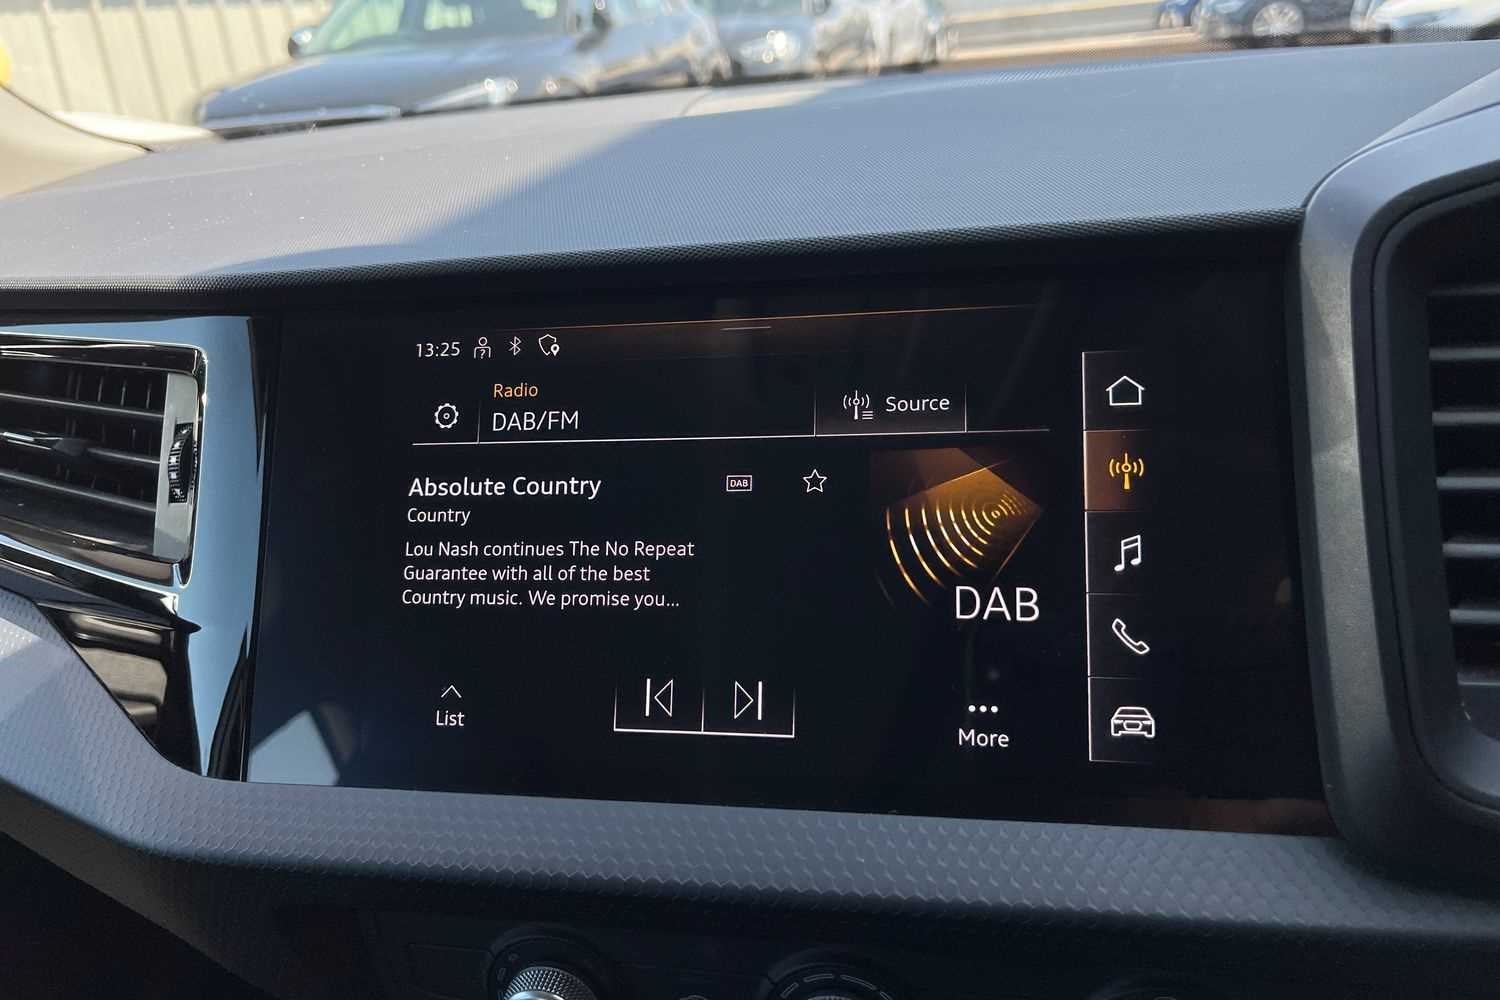 13:25
Radio
DAB/FM
Source
Absolute Country
DAB
Country
Lou Nash continues The No Repeat
Guarantee with all of the best
Country music. We promise you...
DAB
List
More